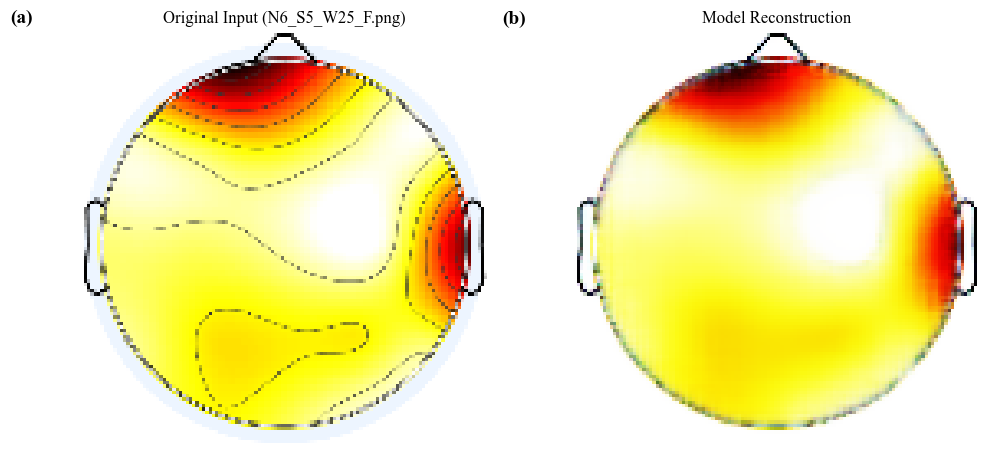 (a)
Original Input (N6_S5_W25_F.png)
(b)
Model Reconstruction